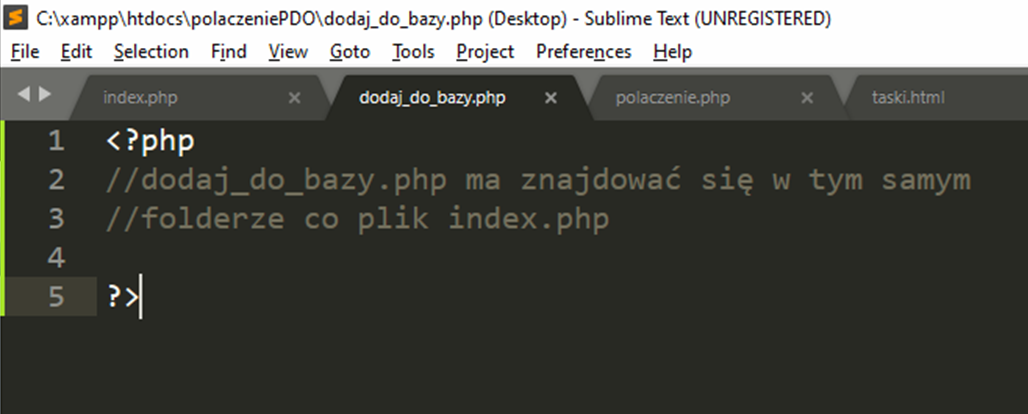 C:\xampp\htdocs\polaczeniePDO\dodaj_do_bazy.php (Desktop) - Sublime Text (UNREGISTERED)
File Edit Selection Find View Goto Tools Project Preferences Help
index.php × dodaj_do_bazy.php × polaczenie.php × taski.html
1 <?php
2 //dodaj_do_bazy.php ma znajdować się w tym samym
3 //folderze co plik index.php
4
5 ?>